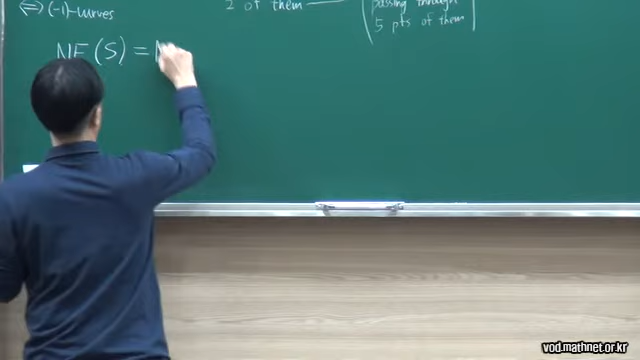 ⇔ (-1)-curves
2 of them
passing through
5 pts of them
NE(S) =
vod.mathnet.or.kr